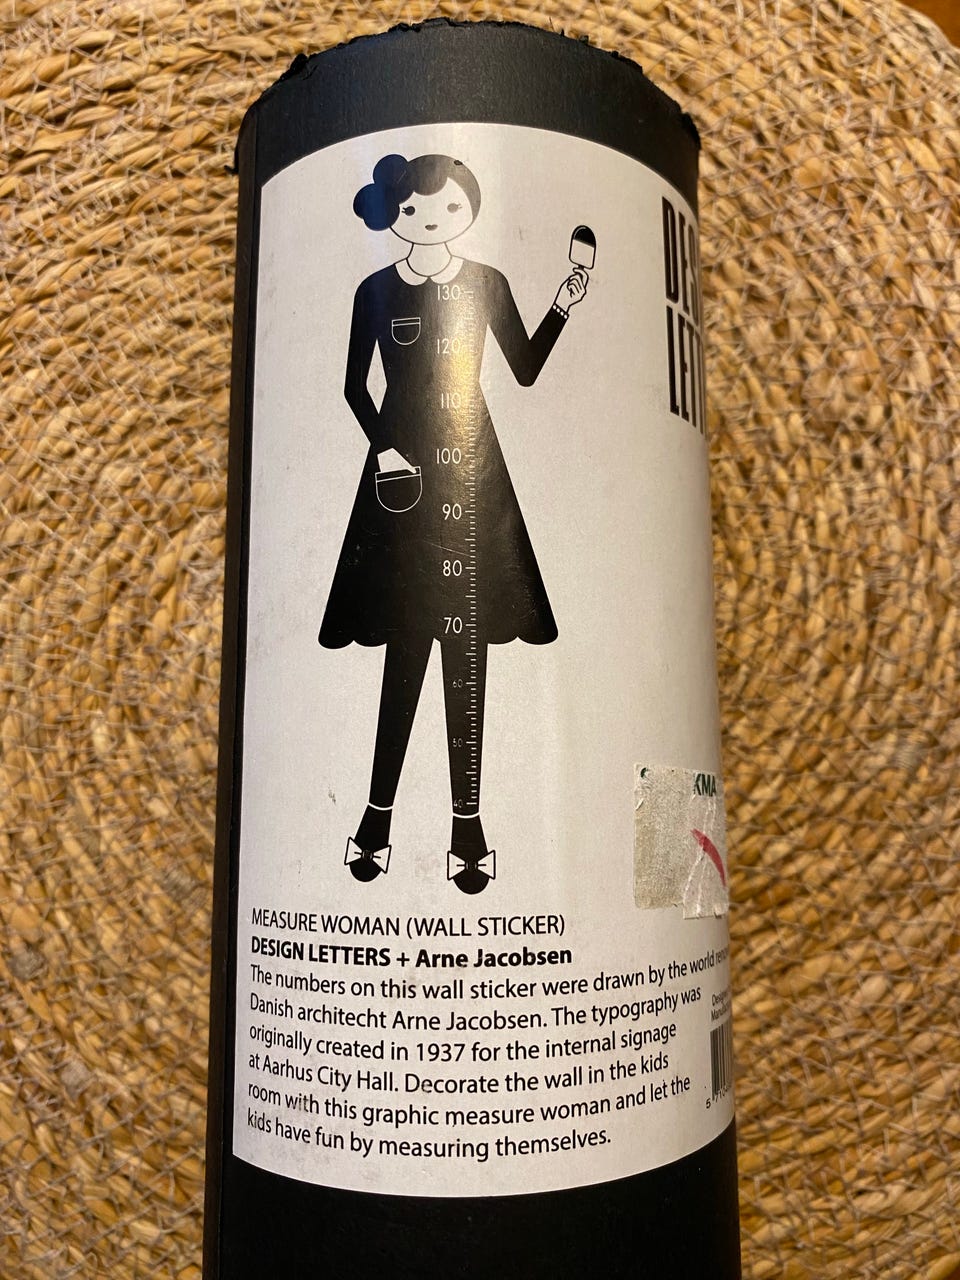 130
120
110
100
90
80
70
60
50
40
KMA
MEASURE WOMAN (WALL STICKER)
DESIGN LETTERS + Arne Jacobsen
The numbers on this wall sticker were drawn by the world
Danish architecht Arne Jacobsen. The typography was
originally created in 1937 for the internal signage
at Aarhus City Hall. Decorate the wall in the kids
room with this graphic measure woman and let the
kids have fun by measuring themselves.